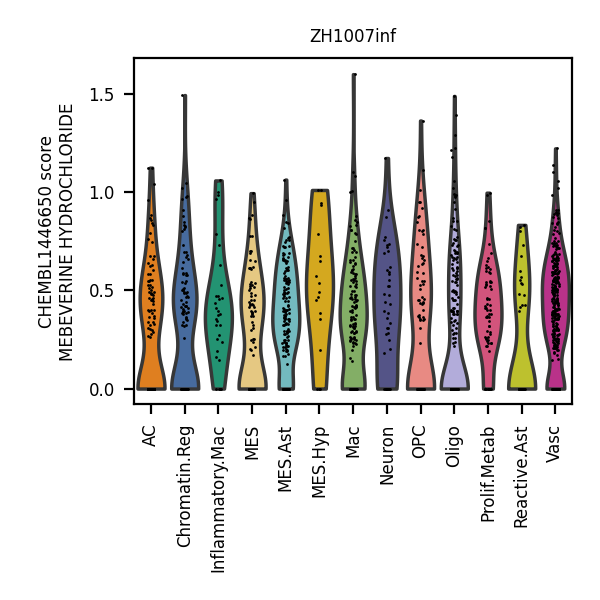 ZH1007inf
CHEMBL1446650 score
MEBEVERINE HYDROCHLORIDE
1.5
1.0
0.5
0.0
AC
Chromatin.Reg
Inflammatory.Mac
MES
MES.Ast
MES.Hyp
Mac
Neuron
OPC
Oligo
Prolif.Metab
Reactive.Ast
Vasc